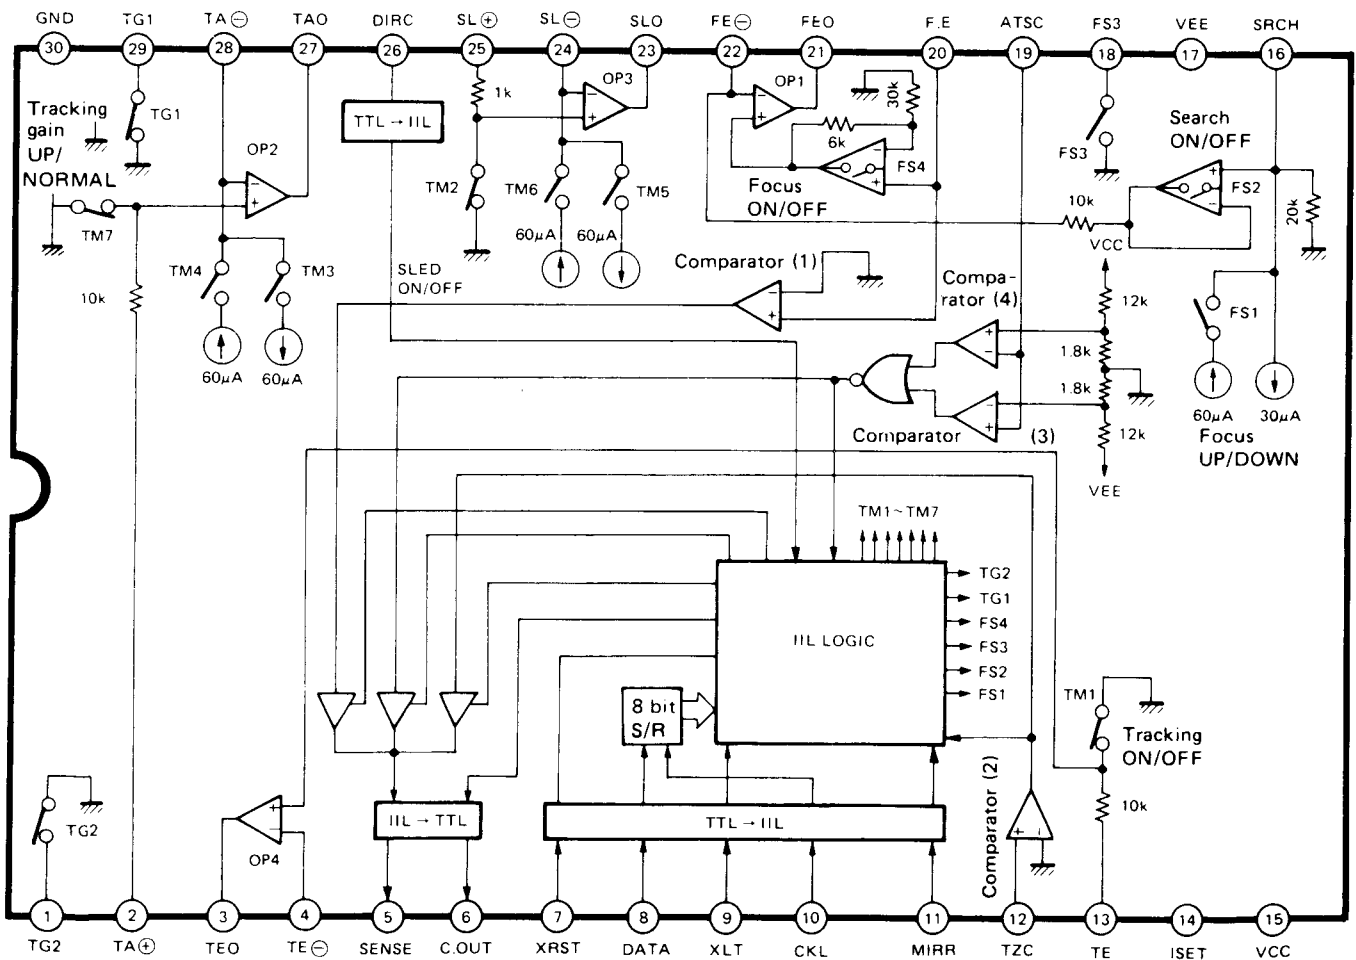 GND TG1 TA⊖ TAO DIRC SL⊕ SL⊖ SLO FE⊖ FEO F.E ATSC FS3 VEE SRCH
30 29 28 27 26 25 24 23 22 21 20 19 18 17 16
Tracking
gain
UP/
NORMAL
TG1
TM7
10k
OP2
− +
TM4
TM3
60μA
60μA
TTL → IIL
SLED
ON/OFF
1k
TM2
OP3
− +
TM6
TM5
60μA 60μA
OP1
− +
30k
6k
FS4
− +
Focus
ON/OFF
FS3
Search
ON/OFF
FS2
+ −
10k
20k
VCC
12k
1.8k
1.8k
12k
VEE
FS1
60μA 30μA
Focus
UP/DOWN
Comparator (1)
− +
Compa-
rator (4)
+ −
Comparator (3)
− +
TM1~TM7
IIL LOGIC
TG2
TG1
FS4
FS3
FS2
FS1
8 bit
S/R
TM1
Tracking
ON/OFF
10k
Comparator (2)
+ −
TG2
OP4
+ −
IIL → TTL
TTL → IIL
1 2 3 4 5 6 7 8 9 10 11 12 13 14 15
TG2 TA⊕ TEO TE⊖ SENSE C.OUT XRST DATA XLT CKL MIRR TZC TE ISET VCC